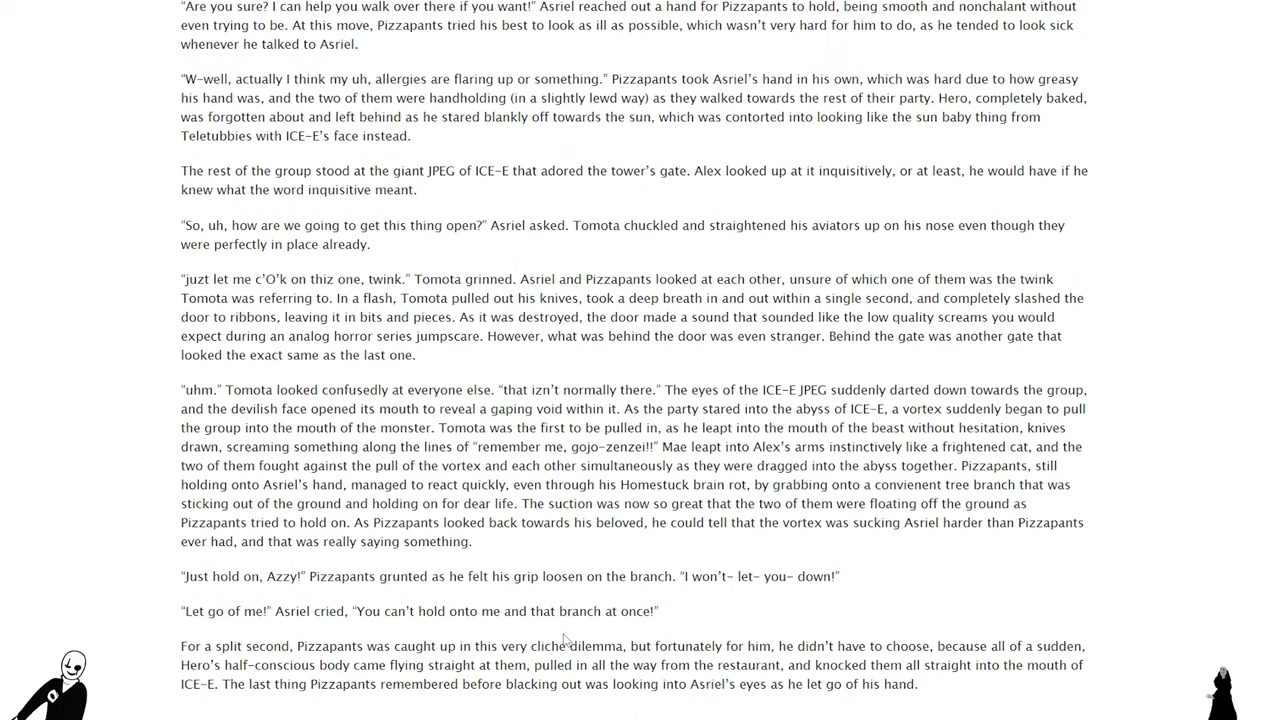 “Are you sure? I can help you walk over there if you want!” Asriel reached out a hand for Pizzapants to hold, being smooth and nonchalant without
even trying to be. At this move, Pizzapants tried his best to look as ill as possible, which wasn’t very hard for him to do, as he tended to look sick
whenever he talked to Asriel.
“W-well, actually I think my uh, allergies are flaring up or something.” Pizzapants took Asriel’s hand in his own, which was hard due to how greasy
his hand was, and the two of them were handholding (in a slightly lewd way) as they walked towards the rest of their party. Hero, completely baked,
was forgotten about and left behind as he stared blankly off towards the sun, which was contorted into looking like the sun baby thing from
Teletubbies with ICE-E’s face instead.
The rest of the group stood at the giant JPEG of ICE-E that adored the tower’s gate. Alex looked up at it inquisitively, or at least, he would have if he
knew what the word inquisitive meant.
“So, uh, how are we going to get this thing open?” Asriel asked. Tomota chuckled and straightened his aviators up on his nose even though they
were perfectly in place already.
“juzt let me c’O’k on thiz one, twink.” Tomota grinned. Asriel and Pizzapants looked at each other, unsure of which one of them was the twink
Tomota was referring to. In a flash, Tomota pulled out his knives, took a deep breath in and out within a single second, and completely slashed the
door to ribbons, leaving it in bits and pieces. As it was destroyed, the door made a sound that sounded like the low quality screams you would
expect during an analog horror series jumpscare. However, what was behind the door was even stranger. Behind the gate was another gate that
looked the exact same as the last one.
“uhm.” Tomota looked confusedly at everyone else. “that izn’t normally there.” The eyes of the ICE-E JPEG suddenly darted down towards the group,
and the devilish face opened its mouth to reveal a gaping void within it. As the party stared into the abyss of ICE-E, a vortex suddenly began to pull
the group into the mouth of the monster. Tomota was the first to be pulled in, as he leapt into the mouth of the beast without hesitation, knives
drawn, screaming something along the lines of “remember me, gojo-zenzei!!” Mae leapt into Alex’s arms instinctively like a frightened cat, and the
two of them fought against the pull of the vortex and each other simultaneously as they were dragged into the abyss together. Pizzapants, still
holding onto Asriel’s hand, managed to react quickly, even through his Homestuck brain rot, by grabbing onto a convienent tree branch that was
sticking out of the ground and holding on for dear life. The suction was now so great that the two of them were floating off the ground as
Pizzapants tried to hold on. As Pizzapants looked back towards his beloved, he could tell that the vortex was sucking Asriel harder than Pizzapants
ever had, and that was really saying something.
“Just hold on, Azzy!” Pizzapants grunted as he felt his grip loosen on the branch. “I won’t- let- you- down!”
“Let go of me!” Asriel cried, “You can’t hold onto me and that branch at once!”
For a split second, Pizzapants was caught up in this very cliche dilemma, but fortunately for him, he didn’t have to choose, because all of a sudden,
Hero’s half-conscious body came flying straight at them, pulled in all the way from the restaurant, and knocked them all straight into the mouth of
ICE-E. The last thing Pizzapants remembered before blacking out was looking into Asriel’s eyes as he let go of his hand.